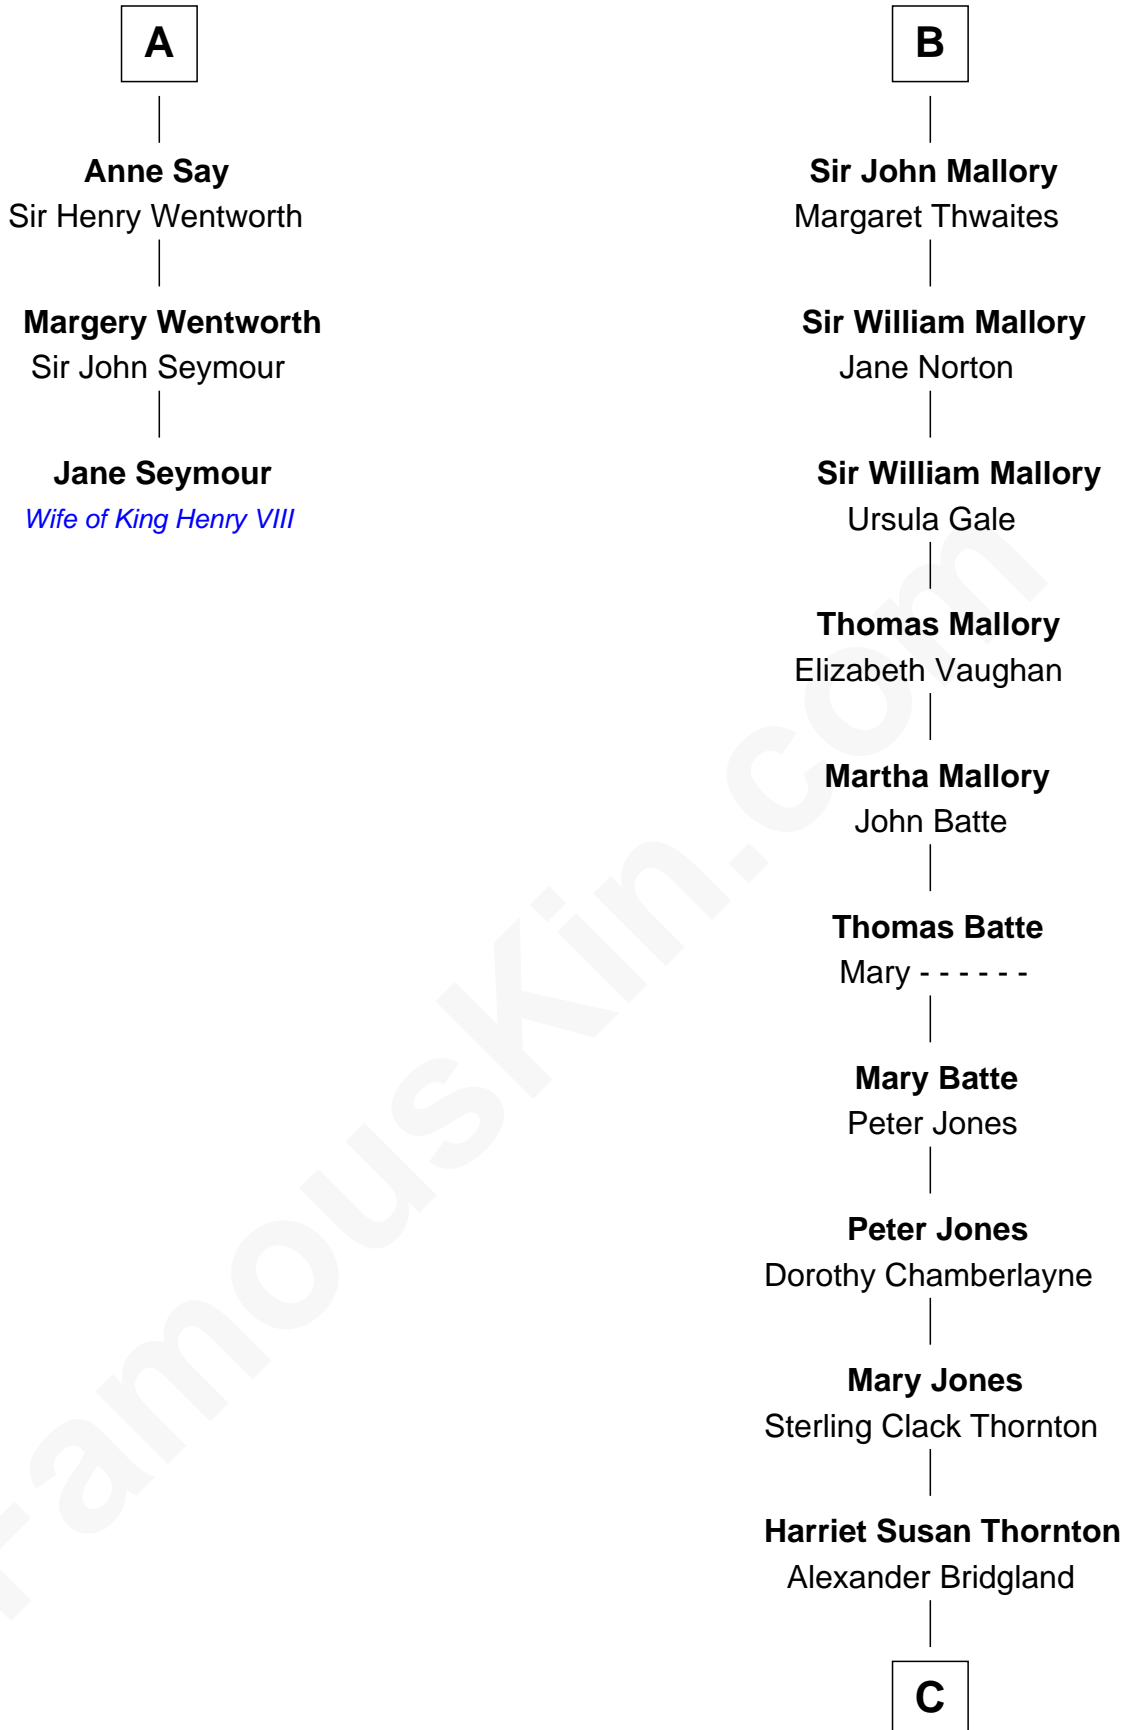 A
Anne Say
Sir Henry Wentworth
Margery Wentworth
Sir John Seymour
Jane Seymour
Wife of King Henry VIII
B
Sir John Mallory
Margaret Thwaites
Sir William Mallory
Jane Norton
Sir William Mallory
Ursula Gale
Thomas Mallory
Elizabeth Vaughan
Martha Mallory
John Batte
Thomas Batte
Mary - - - - - -
Mary Batte
Peter Jones
Peter Jones
Dorothy Chamberlayne
Mary Jones
Sterling Clack Thornton
Harriet Susan Thornton
Alexander Bridgland
C
FamousKin.com